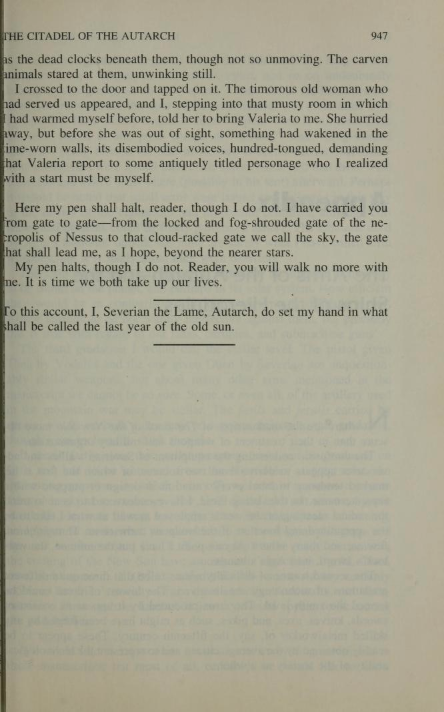 THE CITADEL OF THE AUTARCH 947
as the dead clocks beneath them, though not so unmoving. The carven
animals stared at them, unwinking still.
I crossed to the door and tapped on it. The timorous old woman who
had served us appeared, and I, stepping into that musty room in which
I had warmed myself before, told her to bring Valeria to me. She hurried
away, but before she was out of sight, something had wakened in the
time-worn walls, its disembodied voices, hundred-tongued, demanding
that Valeria report to some antiquely titled personage who I realized
with a start must be myself.
Here my pen shall halt, reader, though I do not. I have carried you
from gate to gate—from the locked and fog-shrouded gate of the ne-
cropolis of Nessus to that cloud-racked gate we call the sky, the gate
that shall lead me, as I hope, beyond the nearer stars.
My pen halts, though I do not. Reader, you will walk no more with
me. It is time we both take up our lives.
To this account, I, Severian the Lame, Autarch, do set my hand in what
shall be called the last year of the old sun.